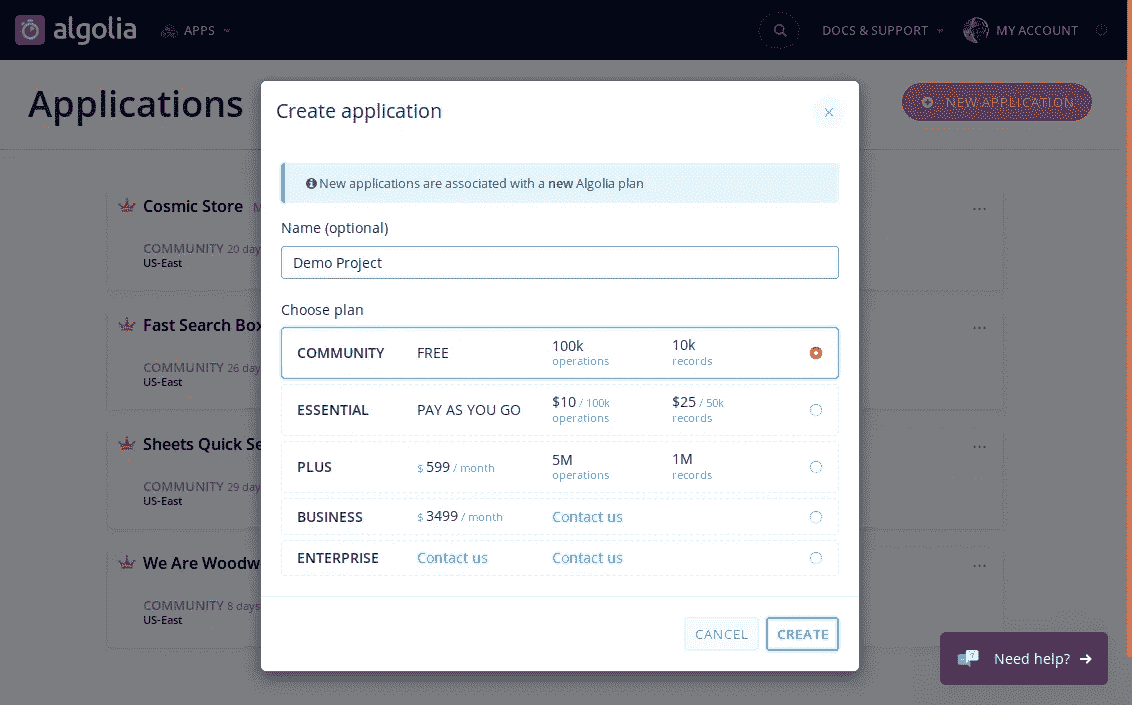 algolia
APPS
DOCS & SUPPORT
MY ACCOUNT
Applications
NEW APPLICATION
Create application
New applications are associated with a new Algolia plan
Name (optional)
Demo Project
Choose plan
COMMUNITY FREE 100k operations 10k records
ESSENTIAL PAY AS YOU GO $10 / 100k operations $25 / 50k records
PLUS $ 599 / month 5M operations 1M records
BUSINESS $ 3499 / month Contact us
ENTERPRISE Contact us Contact us
CANCEL CREATE
Cosmic Store M
COMMUNITY 20 day
US-East
Fast Search Box
COMMUNITY 26 day
US-East
Sheets Quick Se
COMMUNITY 29 day
US-East
We Are Woodw
COMMUNITY 8 days
US-East
Need help?